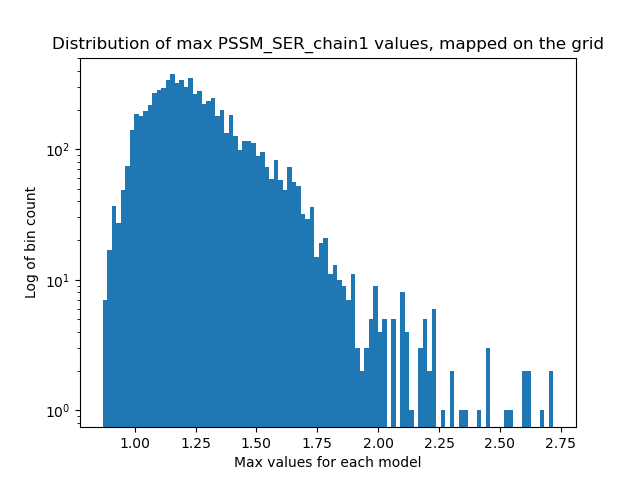 Distribution of max PSSM_SER_chain1 values, mapped on the grid
Log of bin count
10²
10¹
10⁰
1.00 1.25 1.50 1.75 2.00 2.25 2.50 2.75
Max values for each model